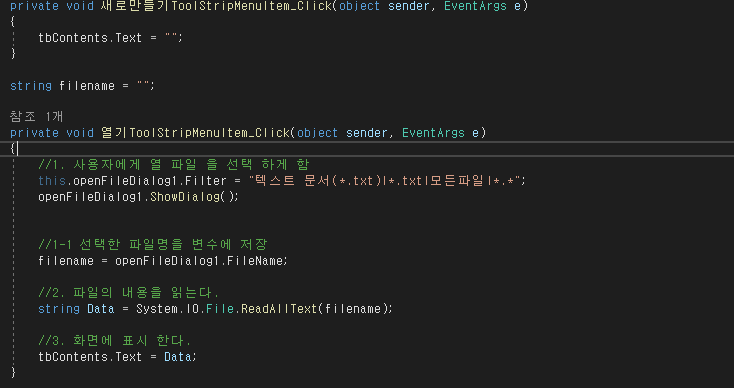 private void 새로만들기ToolStripMenuItem_Click(object sender, EventArgs e)
{
tbContents.Text = "";
}
string filename = "";
참조 1개
private void 열기ToolStripMenuItem_Click(object sender, EventArgs e)
{
//1. 사용자에게 열 파일 을 선택 하게 함
this.openFileDialog1.Filter = "텍스트 문서(*.txt)|*.txt|모든파일|*.*";
openFileDialog1.ShowDialog();
//1-1 선택한 파일명을 변수에 저장
filename = openFileDialog1.FileName;
//2. 파일의 내용을 읽는다.
string Data = System.IO.File.ReadAllText(filename);
//3. 화면에 표시 한다.
tbContents.Text = Data;
}